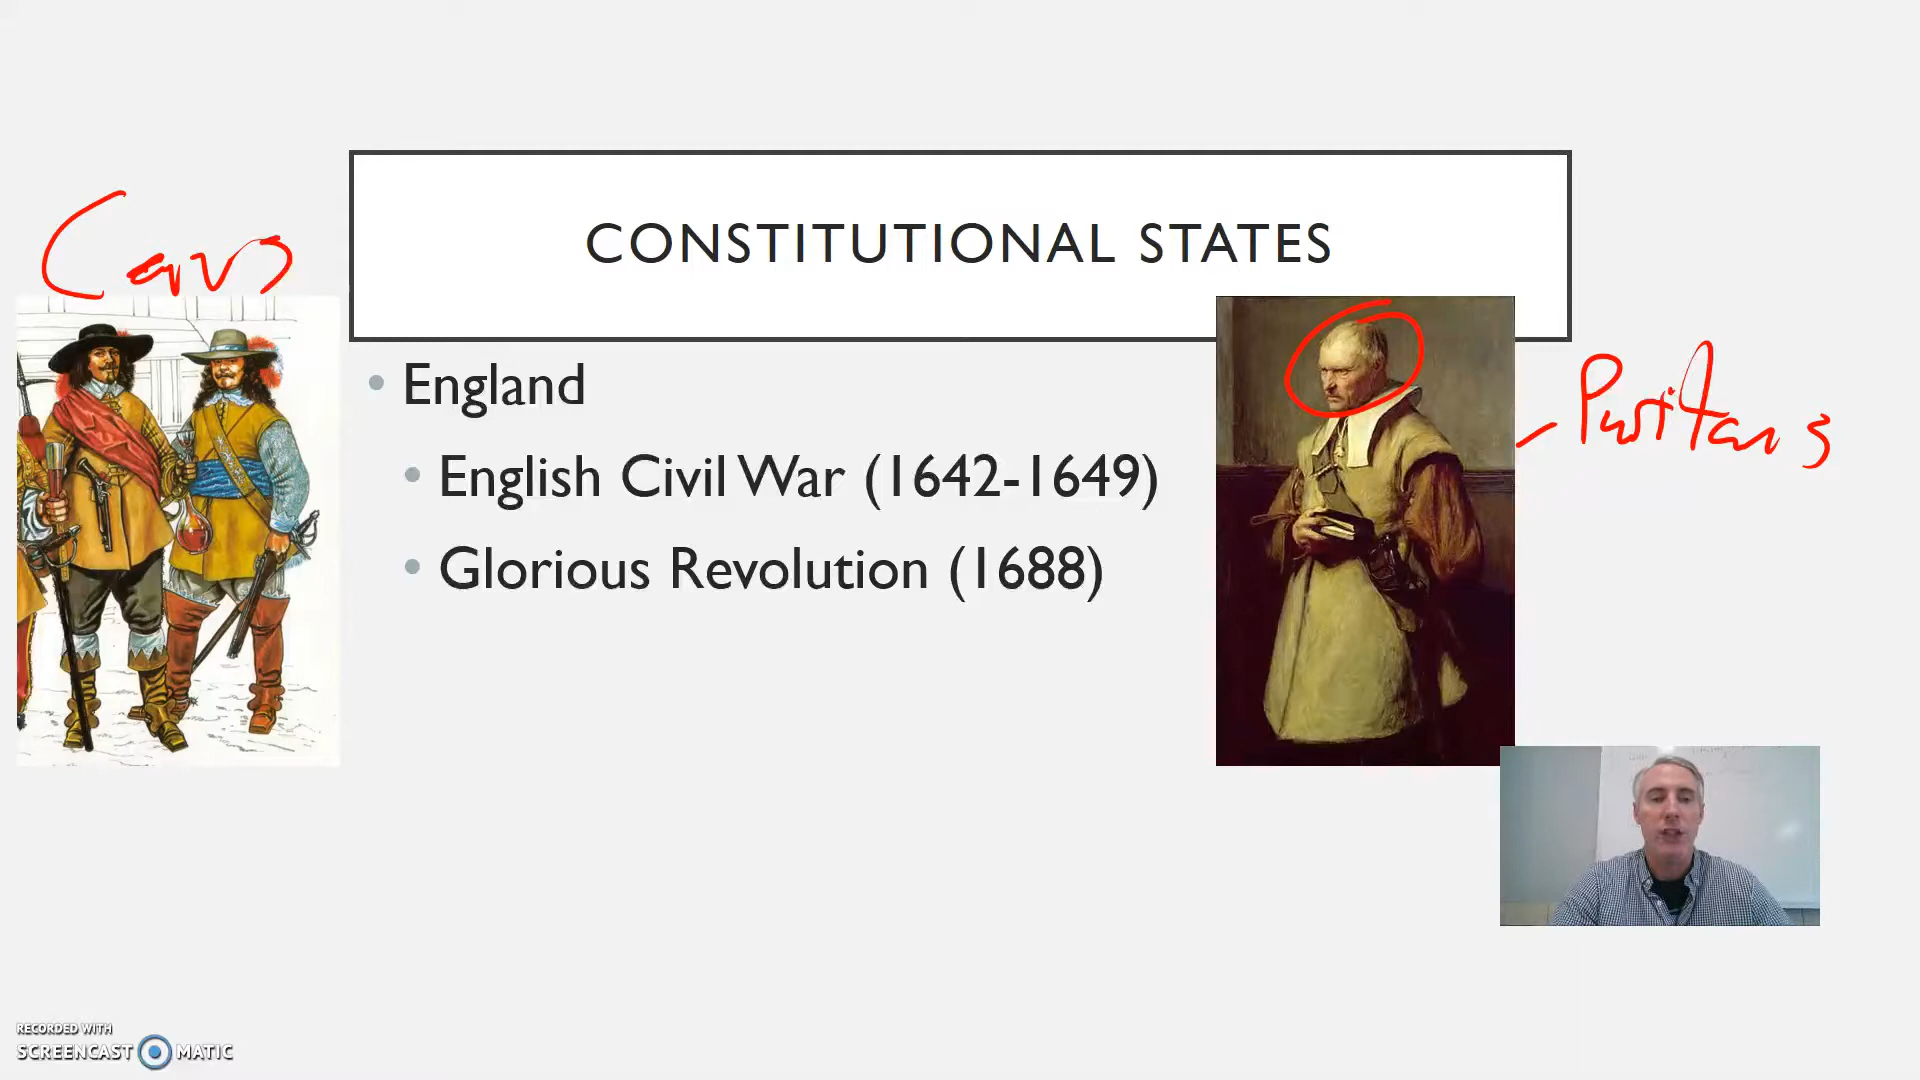 CONSTITUTIONAL STATES
Cavs
England
English Civil War (1642-1649)
Glorious Revolution (1688)
- Puritans
RECORDED WITH
SCREENCAST MATIC